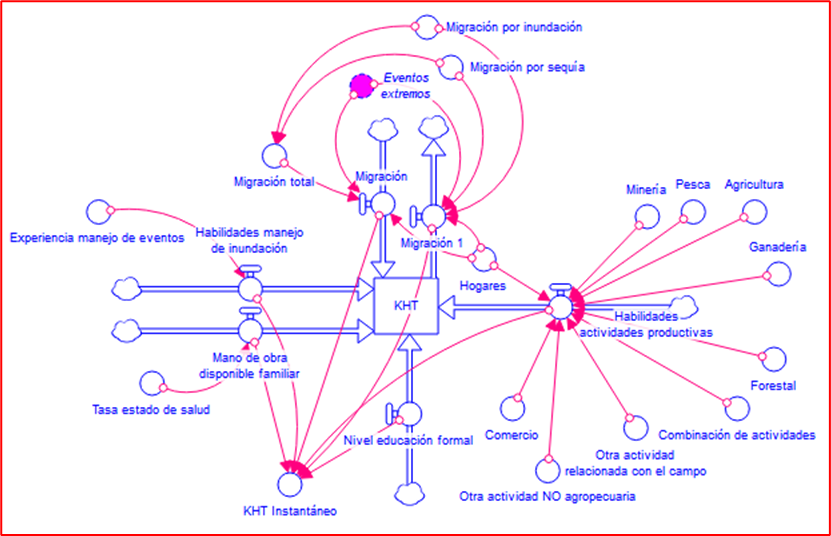 Migración por inundación
Migración por sequía
Eventos
extremos
Migración total
Migración
Minería
Pesca
Agricultura
Experiencia manejo de eventos
Habilidades manejo
de inundación
Migración 1
Ganadería
Hogares
KHT
Habilidades
actividades productivas
Mano de obra
disponible familiar
Tasa estado de salud
Forestal
Nivel educación formal
Comercio
Combinación de actividades
Otra actividad
relacionada con el campo
Otra actividad NO agropecuaria
KHT Instantáneo